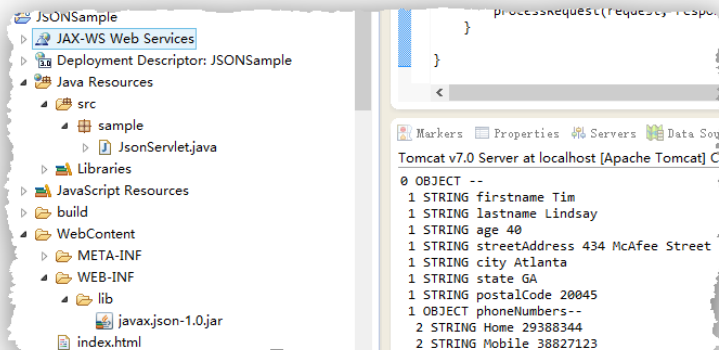 JSONSample
JAX-WS Web Services
Deployment Descriptor: JSONSample
Java Resources
src
sample
JsonServlet.java
Libraries
JavaScript Resources
build
WebContent
META-INF
WEB-INF
lib
javax.json-1.0.jar
index.html
processRequest(request, respo
}
}
Markers Properties Servers Data Sou
Tomcat v7.0 Server at localhost [Apache Tomcat] C
0 OBJECT --
1 STRING firstname Tim
1 STRING lastname Lindsay
1 STRING age 40
1 STRING streetAddress 434 McAfee Street
1 STRING city Atlanta
1 STRING state GA
1 STRING postalCode 20045
1 OBJECT phoneNumbers--
2 STRING Home 29388344
2 STRING Mobile 38827123